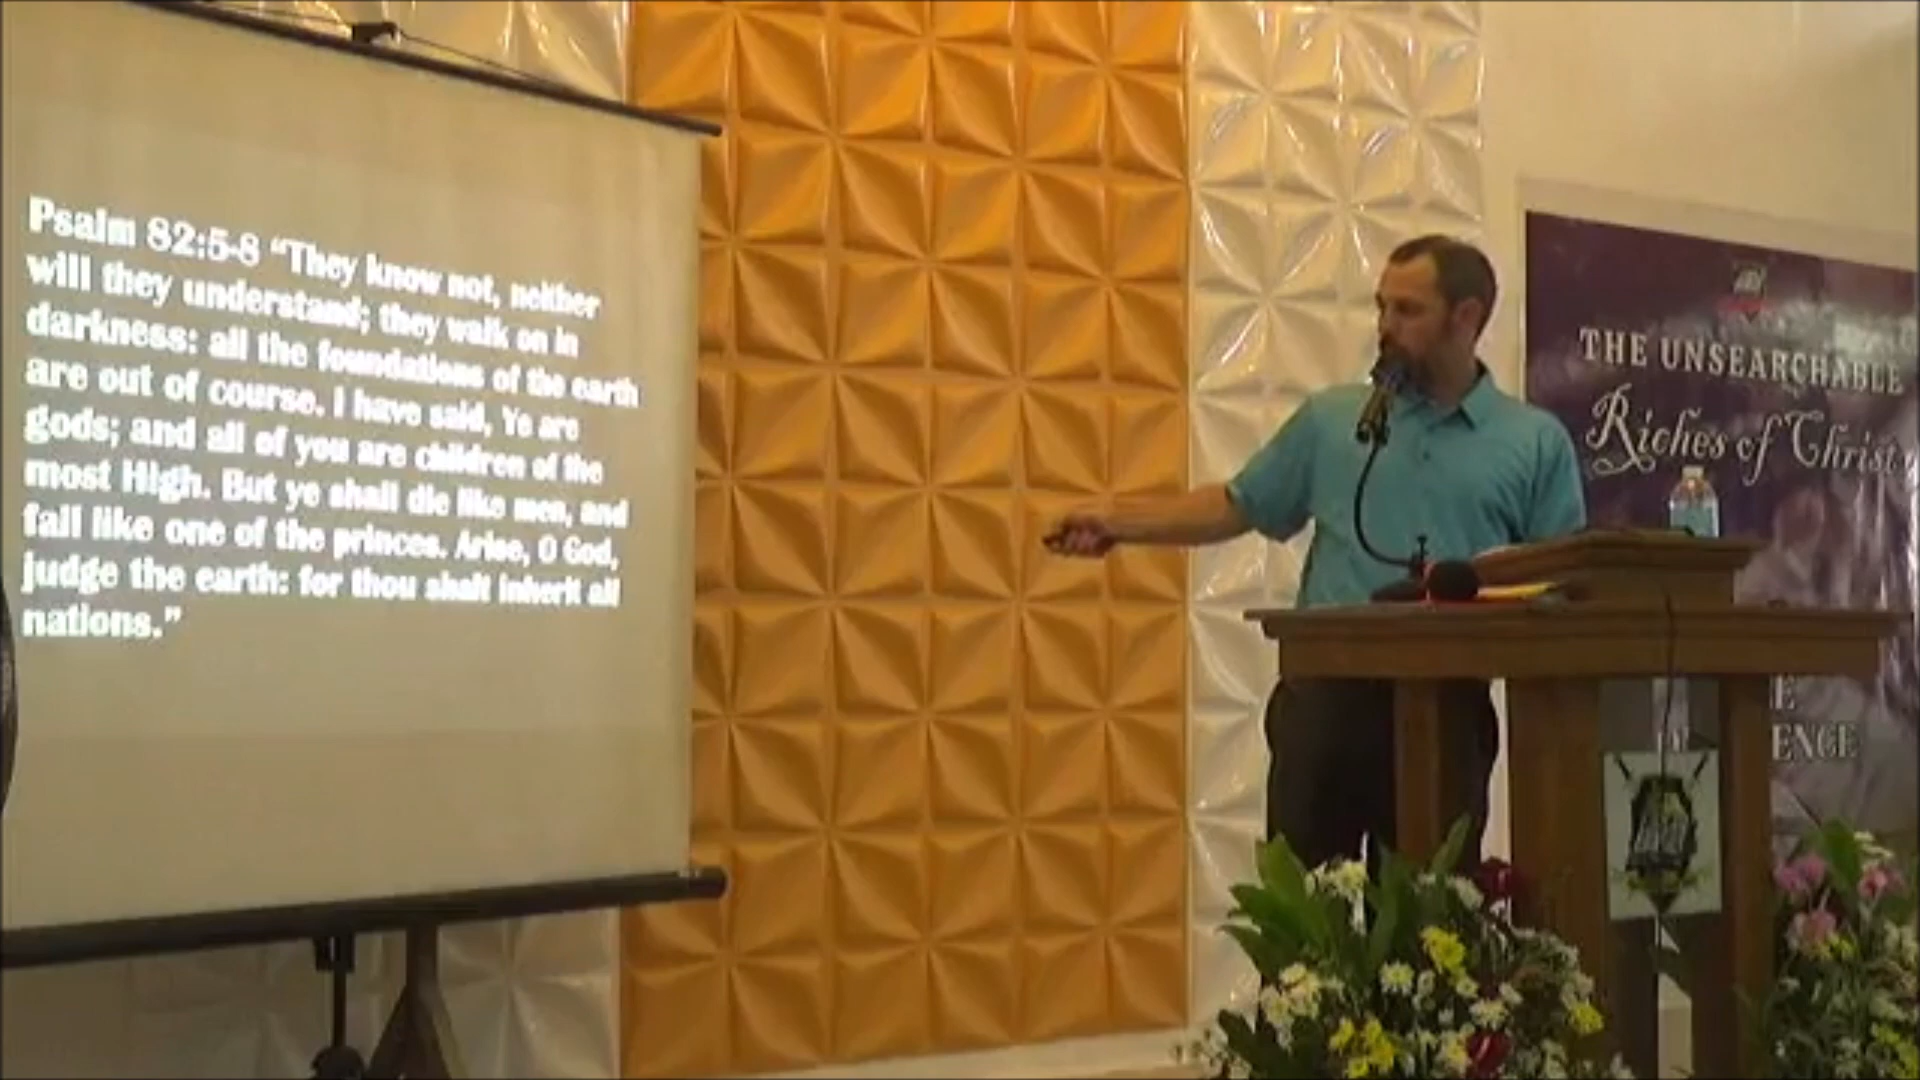 Psalm 82:5-8 “They know not, neither
will they understand; they walk on in
darkness: all the foundations of the earth
are out of course. I have said, Ye are
gods; and all of you are children of the
most High. But ye shall die like men, and
fall like one of the princes. Arise, O God,
judge the earth: for thou shalt inherit all
nations.”
THE UNSEARCHABLE
Riches of Christ
E
ENCE